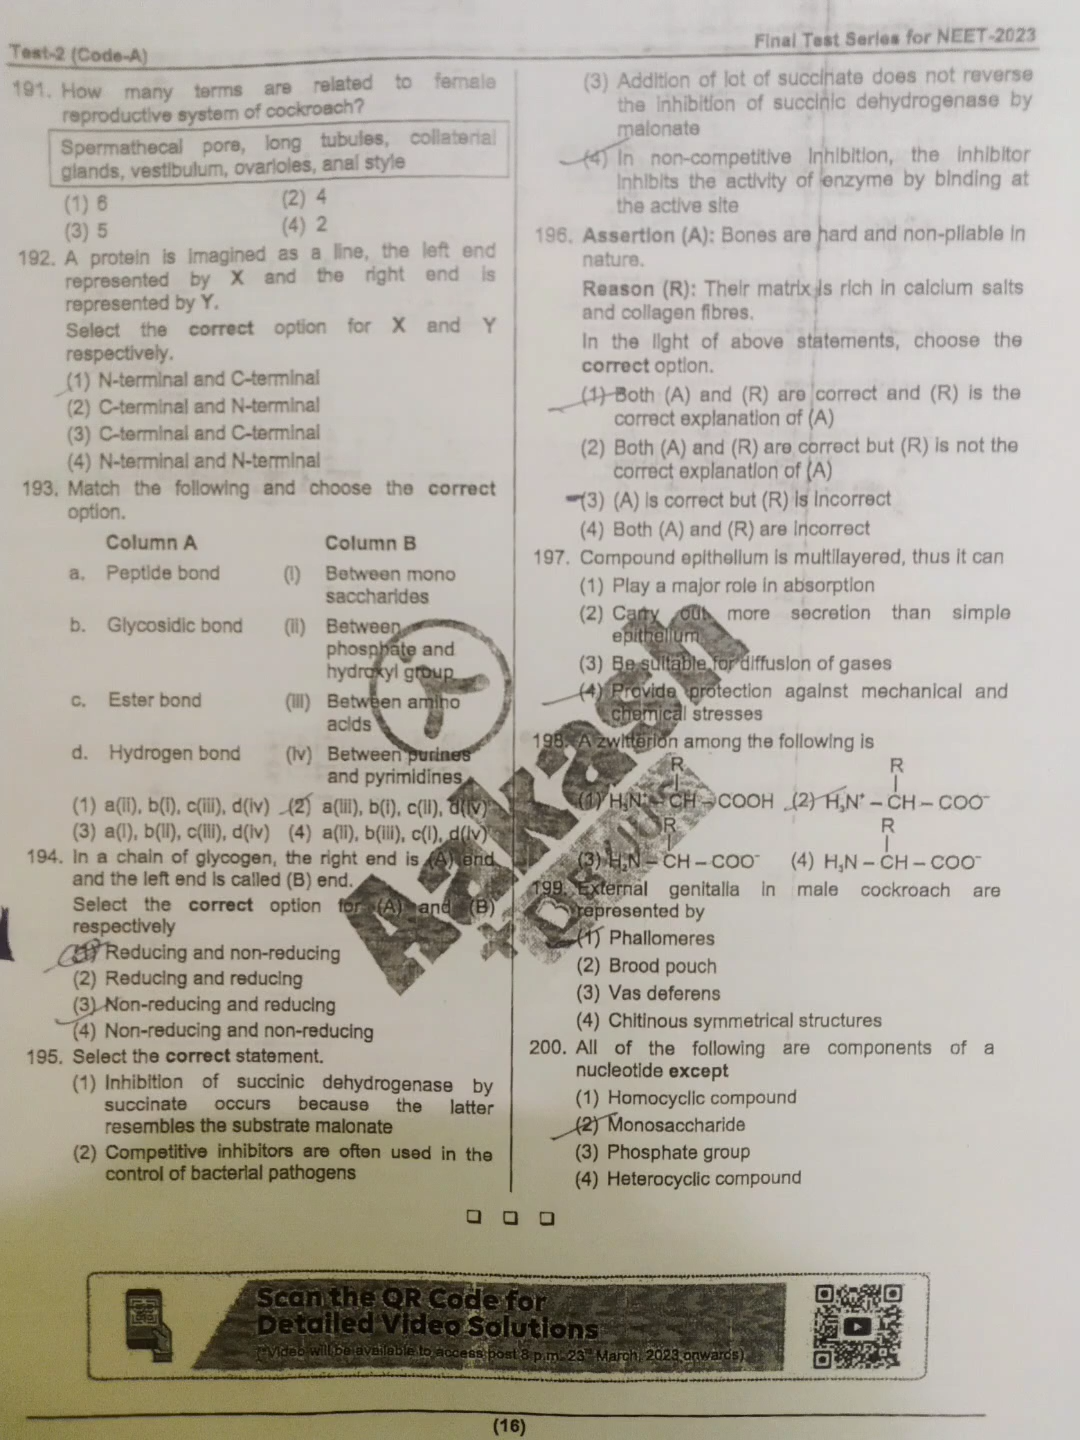 Test-2 (Code-A)
Final Test Series for NEET-2023
191. How many terms are related to female
reproductive system of cockroach?
Spermathecal pore, long tubules, collaterial
glands, vestibulum, ovarioles, anal style
(1) 6
(2) 4
(3) 5
(4) 2
192. A protein is imagined as a line, the left end
represented by X and the right end is
represented by Y.
Select the correct option for X and Y
respectively.
(1) N-terminal and C-terminal
(2) C-terminal and N-terminal
(3) C-terminal and C-terminal
(4) N-terminal and N-terminal
193. Match the following and choose the correct
option.
Column A Column B
a. Peptide bond (i) Between mono
saccharides
b. Glycosidic bond (ii) Between
phosphate and
hydroxyl group
c. Ester bond (iii) Between amino
acids
d. Hydrogen bond (iv) Between purines
and pyrimidines
(1) a(ii), b(i), c(iii), d(iv) (2) a(iii), b(i), c(ii), d(iv)
(3) a(i), b(ii), c(iii), d(iv) (4) a(ii), b(iii), c(i), d(iv)
194. In a chain of glycogen, the right end is (A) end
and the left end is called (B) end.
Select the correct option for (A) and (B)
respectively
(1) Reducing and non-reducing
(2) Reducing and reducing
(3) Non-reducing and reducing
(4) Non-reducing and non-reducing
195. Select the correct statement.
(1) Inhibition of succinic dehydrogenase by
succinate occurs because the latter
resembles the substrate malonate
(2) Competitive inhibitors are often used in the
control of bacterial pathogens
(3) Addition of lot of succinate does not reverse
the inhibition of succinic dehydrogenase by
malonate
(4) In non-competitive inhibition, the inhibitor
inhibits the activity of enzyme by binding at
the active site
196. Assertion (A): Bones are hard and non-pliable in
nature.
Reason (R): Their matrix is rich in calcium salts
and collagen fibres.
In the light of above statements, choose the
correct option.
(1) Both (A) and (R) are correct and (R) is the
correct explanation of (A)
(2) Both (A) and (R) are correct but (R) is not the
correct explanation of (A)
(3) (A) is correct but (R) is incorrect
(4) Both (A) and (R) are incorrect
197. Compound epithelium is multilayered, thus it can
(1) Play a major role in absorption
(2) Carry out more secretion than simple
epithelium
(3) Be suitable for diffusion of gases
(4) Provide protection against mechanical and
chemical stresses
198. A zwitterion among the following is
R R
(1) H₃N⁺ – CH – COOH (2) H₃N⁺ – CH – COO⁻
R R
(3) H₂N – CH – COO⁻ (4) H₃N – CH – COO⁻
199. External genitalia in male cockroach are
represented by
(1) Phallomeres
(2) Brood pouch
(3) Vas deferens
(4) Chitinous symmetrical structures
200. All of the following are components of a
nucleotide except
(1) Homocyclic compound
(2) Monosaccharide
(3) Phosphate group
(4) Heterocyclic compound
Aakash
+ BYJU'S
Scan the QR Code for
Detailed Video Solutions
(*Video will be available to access post 8 p.m. 23rd March, 2023 onwards)
(16)